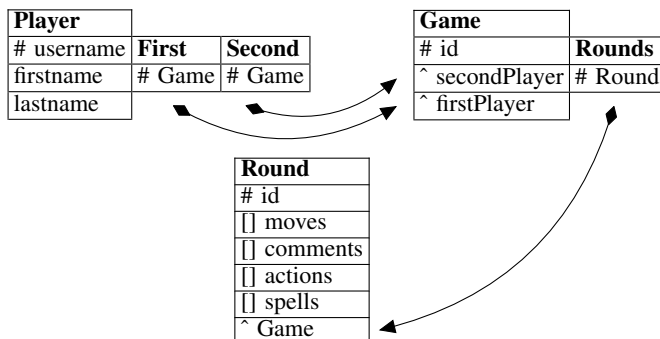 Player
# username First Second
firstname # Game # Game
lastname
Game
# id Rounds
^ secondPlayer # Round
^ firstPlayer
Round
# id
[] moves
[] comments
[] actions
[] spells
^ Game